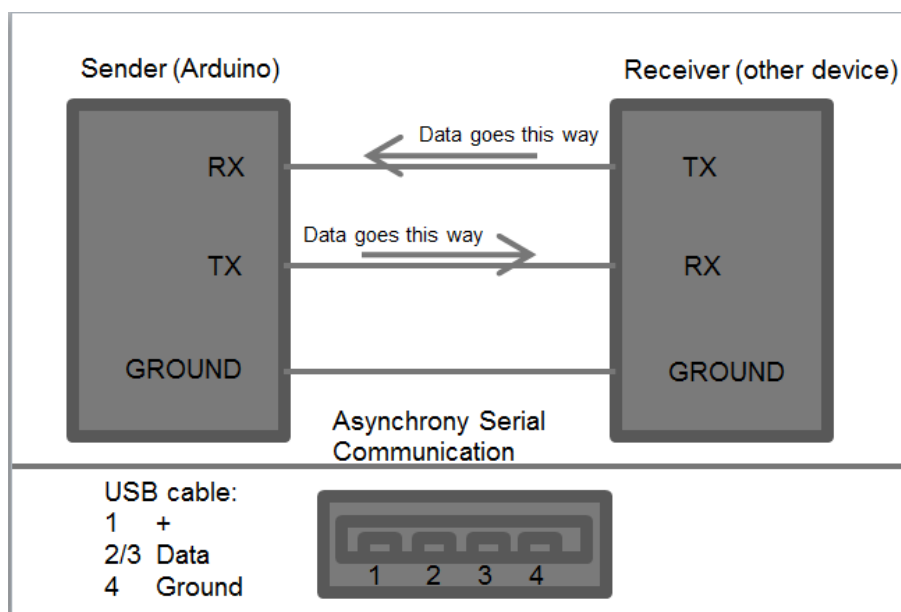 Sender (Arduino)
Receiver (other device)
Data goes this way
RX
TX
Data goes this way
TX
RX
GROUND
GROUND
Asynchrony Serial
Communication
USB cable:
1 +
2/3 Data
4 Ground
1 2 3 4